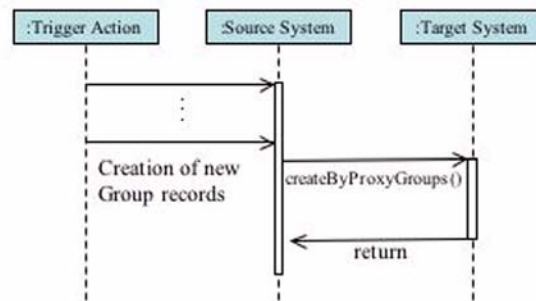 :Trigger Action
:Source System
:Target System
Creation of new
Group records
createByProxyGroups()
return